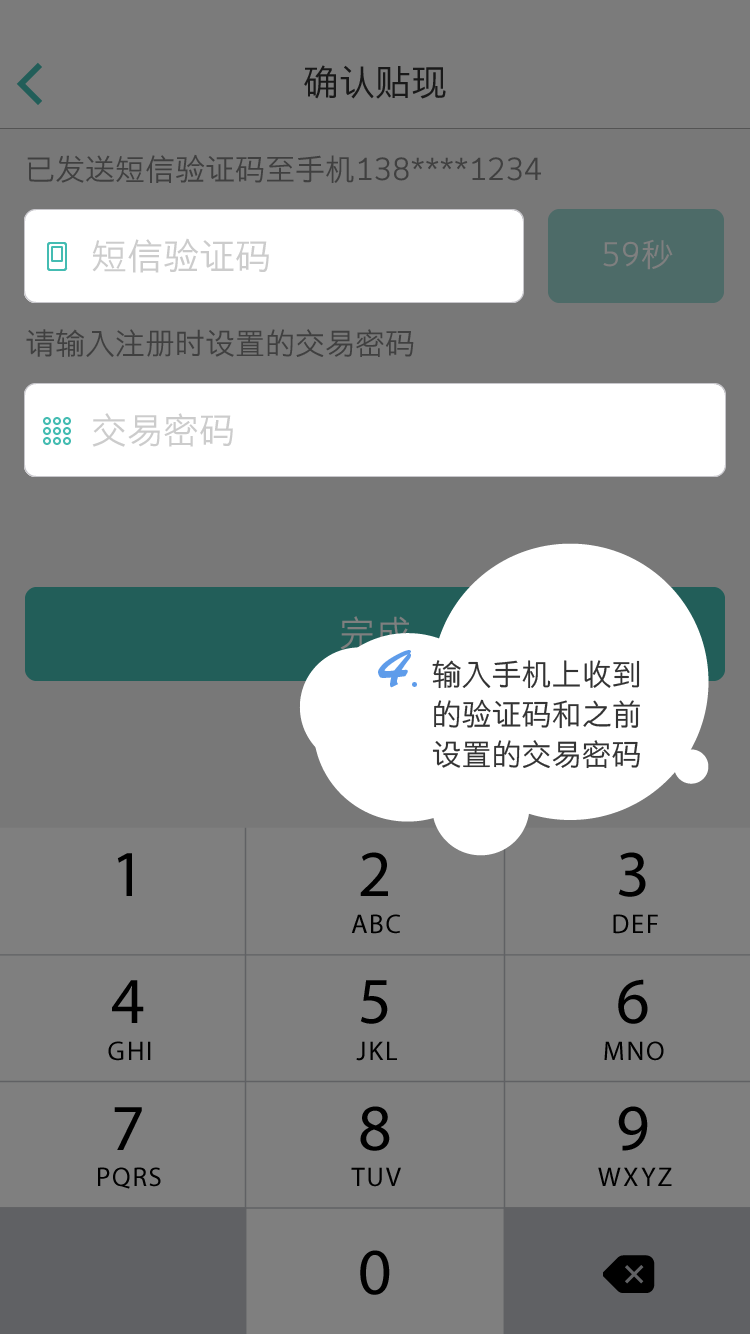 确认贴现
已发送短信验证码至手机138****1234
短信验证码
59秒
请输入注册时设置的交易密码
交易密码
完成
4.
输入手机上收到
的验证码和之前
设置的交易密码
1
2
3
ABC
DEF
4
5
6
GHI
JKL
MNO
7
8
9
PQRS
TUV
WXYZ
0